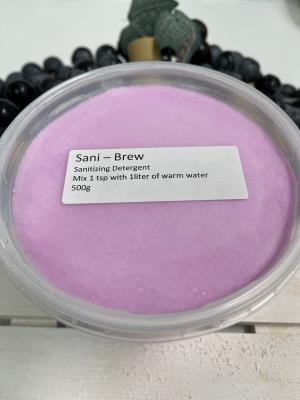 Sani – Brew
Sanitizing Detergent
Mix 1 tsp with 1liter of warm water
500g